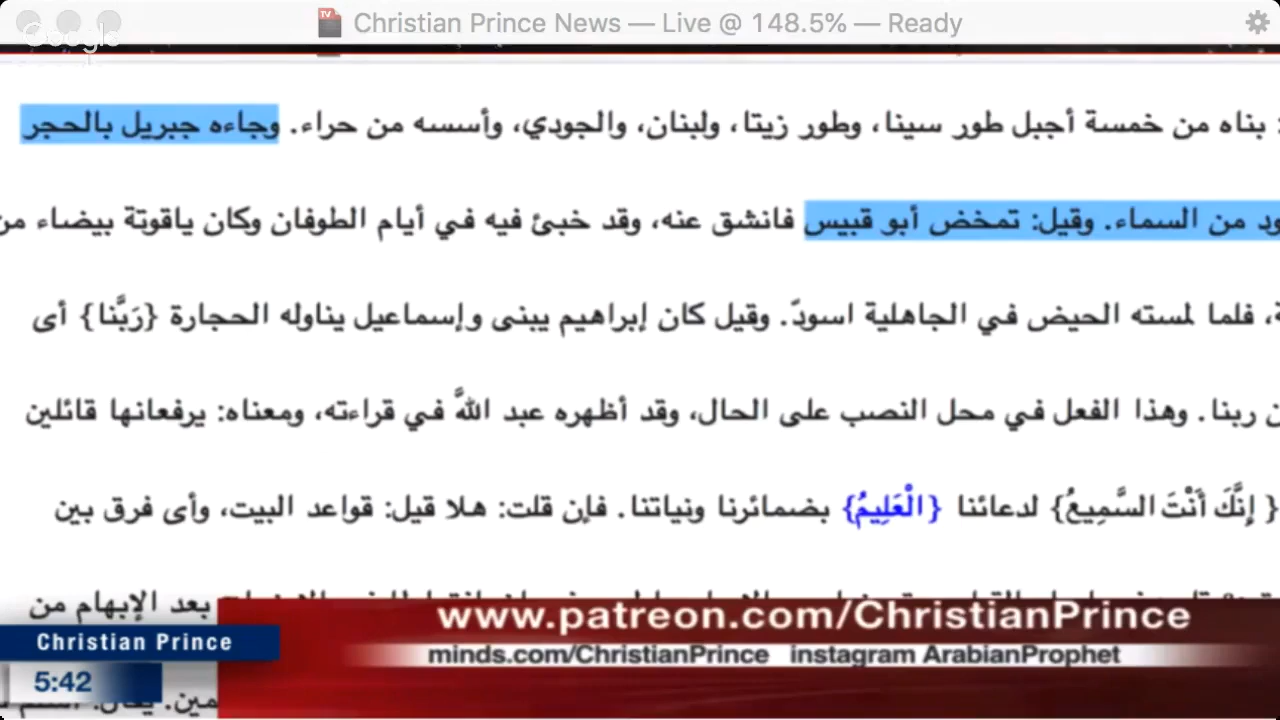 Christian Prince News — Live @ 148.5% — Ready
Google
: بناه من خمسة أجبل طور سينا، وطور زيتا، ولبنان، والجودي، وأسسه من حراء. وجاءه جبريل بالحجر
ود من السماء. وقيل: تمخض أبو قبيس فانشق عنه، وقد خبئ فيه في أيام الطوفان وكان ياقوتة بيضاء من
ة، فلما لمسته الحيض في الجاهلية اسودّ. وقيل كان إبراهيم يبنى وإسماعيل يناوله الحجارة {رَبَّنا} أى
ن ربنا. وهذا الفعل في محل النصب على الحال، وقد أظهره عبد اللَّه في قراءته، ومعناه: يرفعانها قائلين
{ إِنَّكَ أَنْتَ السَّمِيعُ} لدعائنا {الْعَلِيمُ} بضمائرنا ونياتنا. فإن قلت: هلا قيل: قواعد البيت، وأى فرق بين
بعد الإبهام من
www.patreon.com/ChristianPrince
Christian Prince
minds.com/ChristianPrince instagram ArabianProphet
5:42